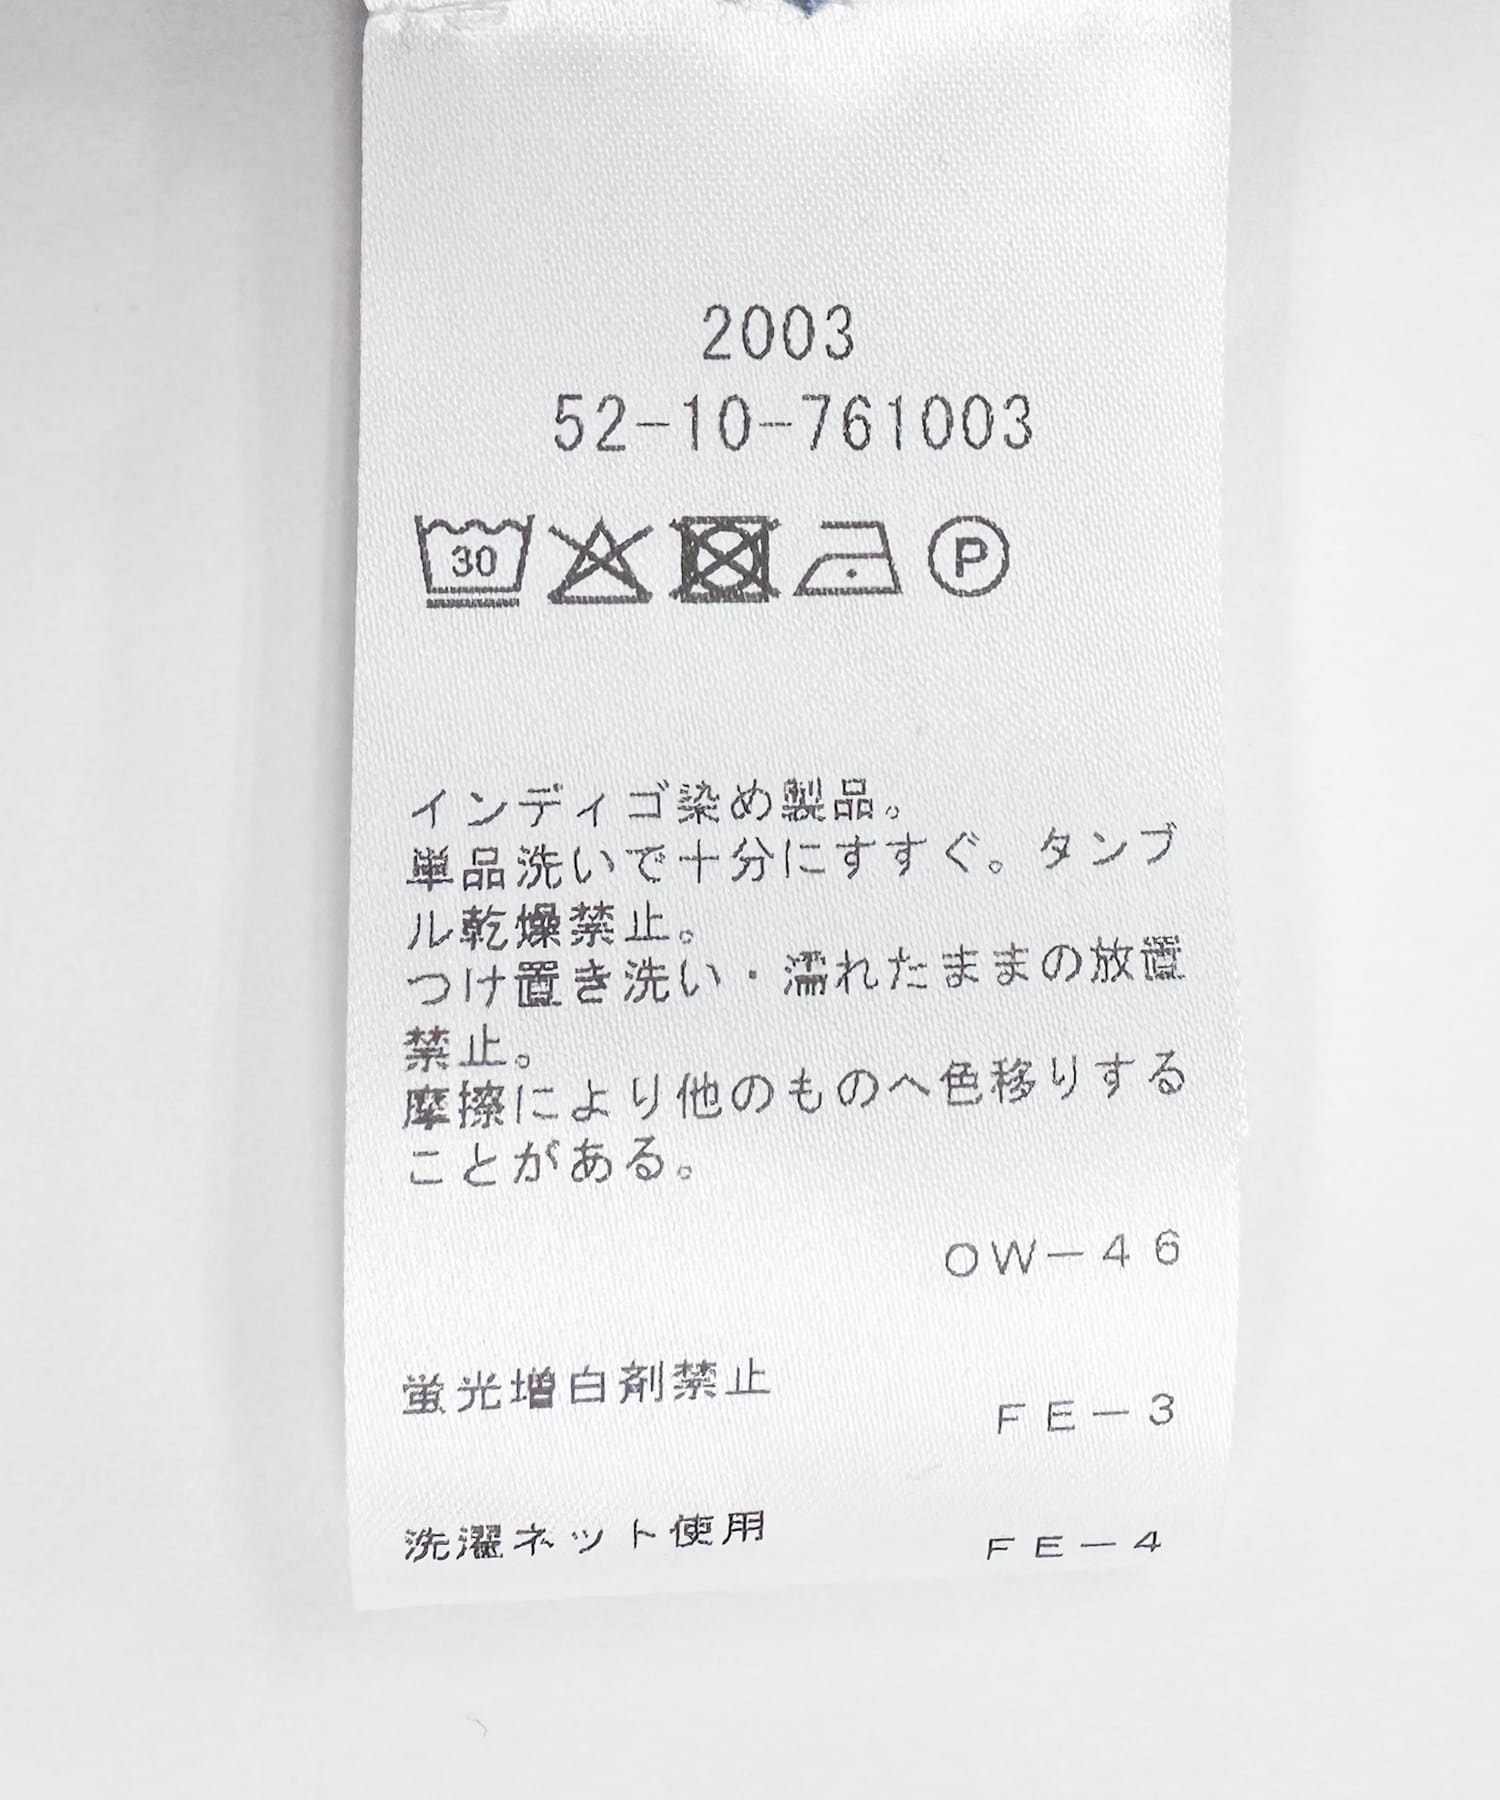 2003
52-10-761003
30 P
インディゴ染め製品。
単品洗いで十分にすすぐ。タンブ
ル乾燥禁止。
つけ置き洗い・濡れたままの放置
禁止。
摩擦により他のものへ色移りする
ことがある。
OW-46
蛍光増白剤禁止 FE-3
洗濯ネット使用 FE-4